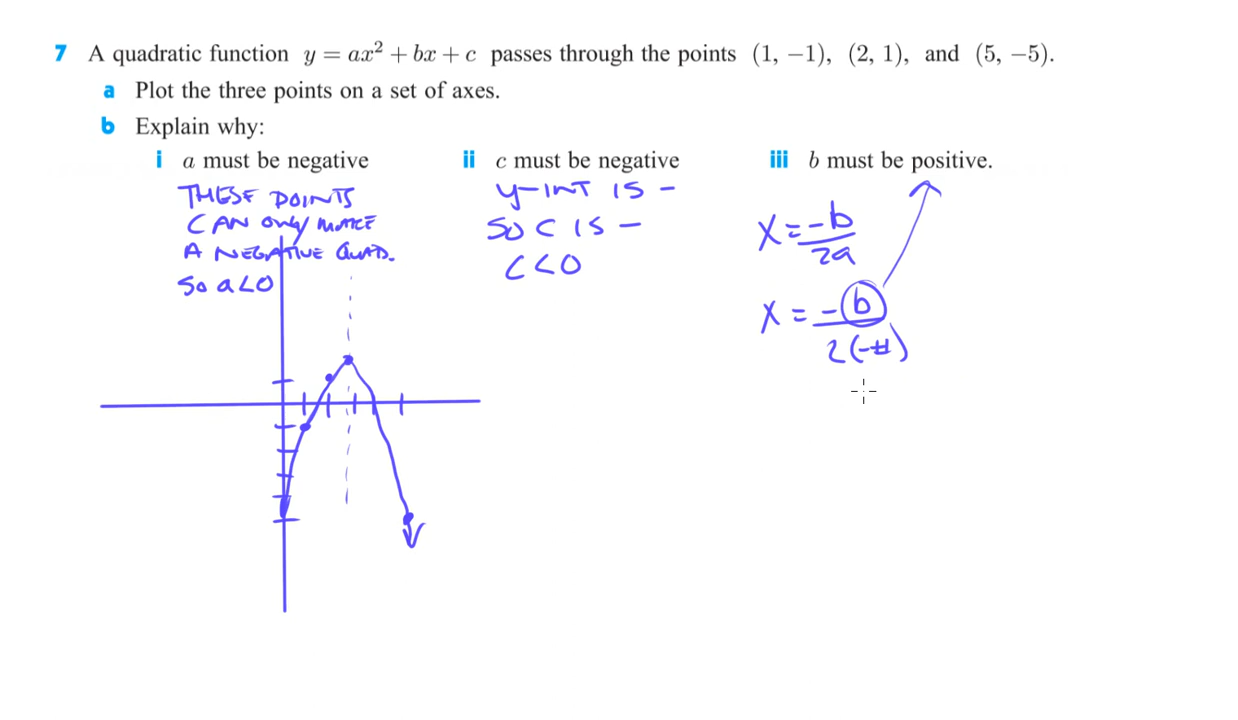 7 A quadratic function y = ax² + bx + c passes through the points (1, −1), (2, 1), and (5, −5).
a Plot the three points on a set of axes.
b Explain why:
i a must be negative ii c must be negative iii b must be positive.
THESE POINTS
CAN ONLY MAKE
A NEGATIVE QUAD.
SO a<0
y-INT IS −
SO C IS −
C<0
X = -b/2a
X = -b/2(-#)